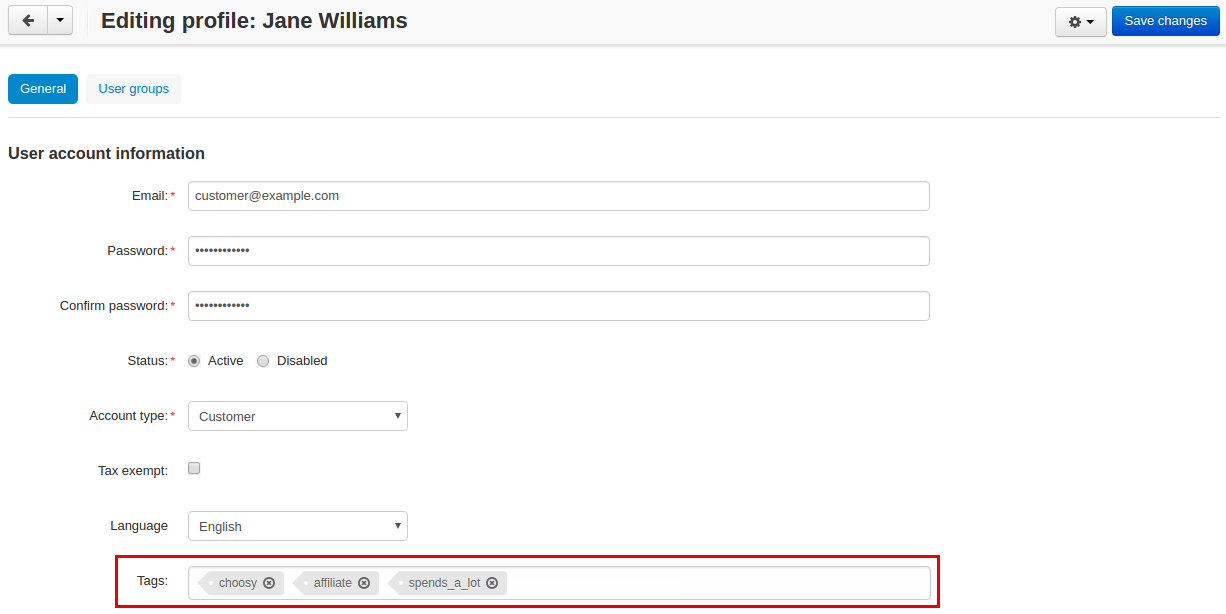 Editing profile: Jane Williams
Save changes
General User groups
User account information
Email:* customer@example.com
Password:* ••••••••••••
Confirm password:* ••••••••••••
Status:* Active Disabled
Account type:* Customer
Tax exempt:
Language English
Tags: choosy affiliate spends_a_lot